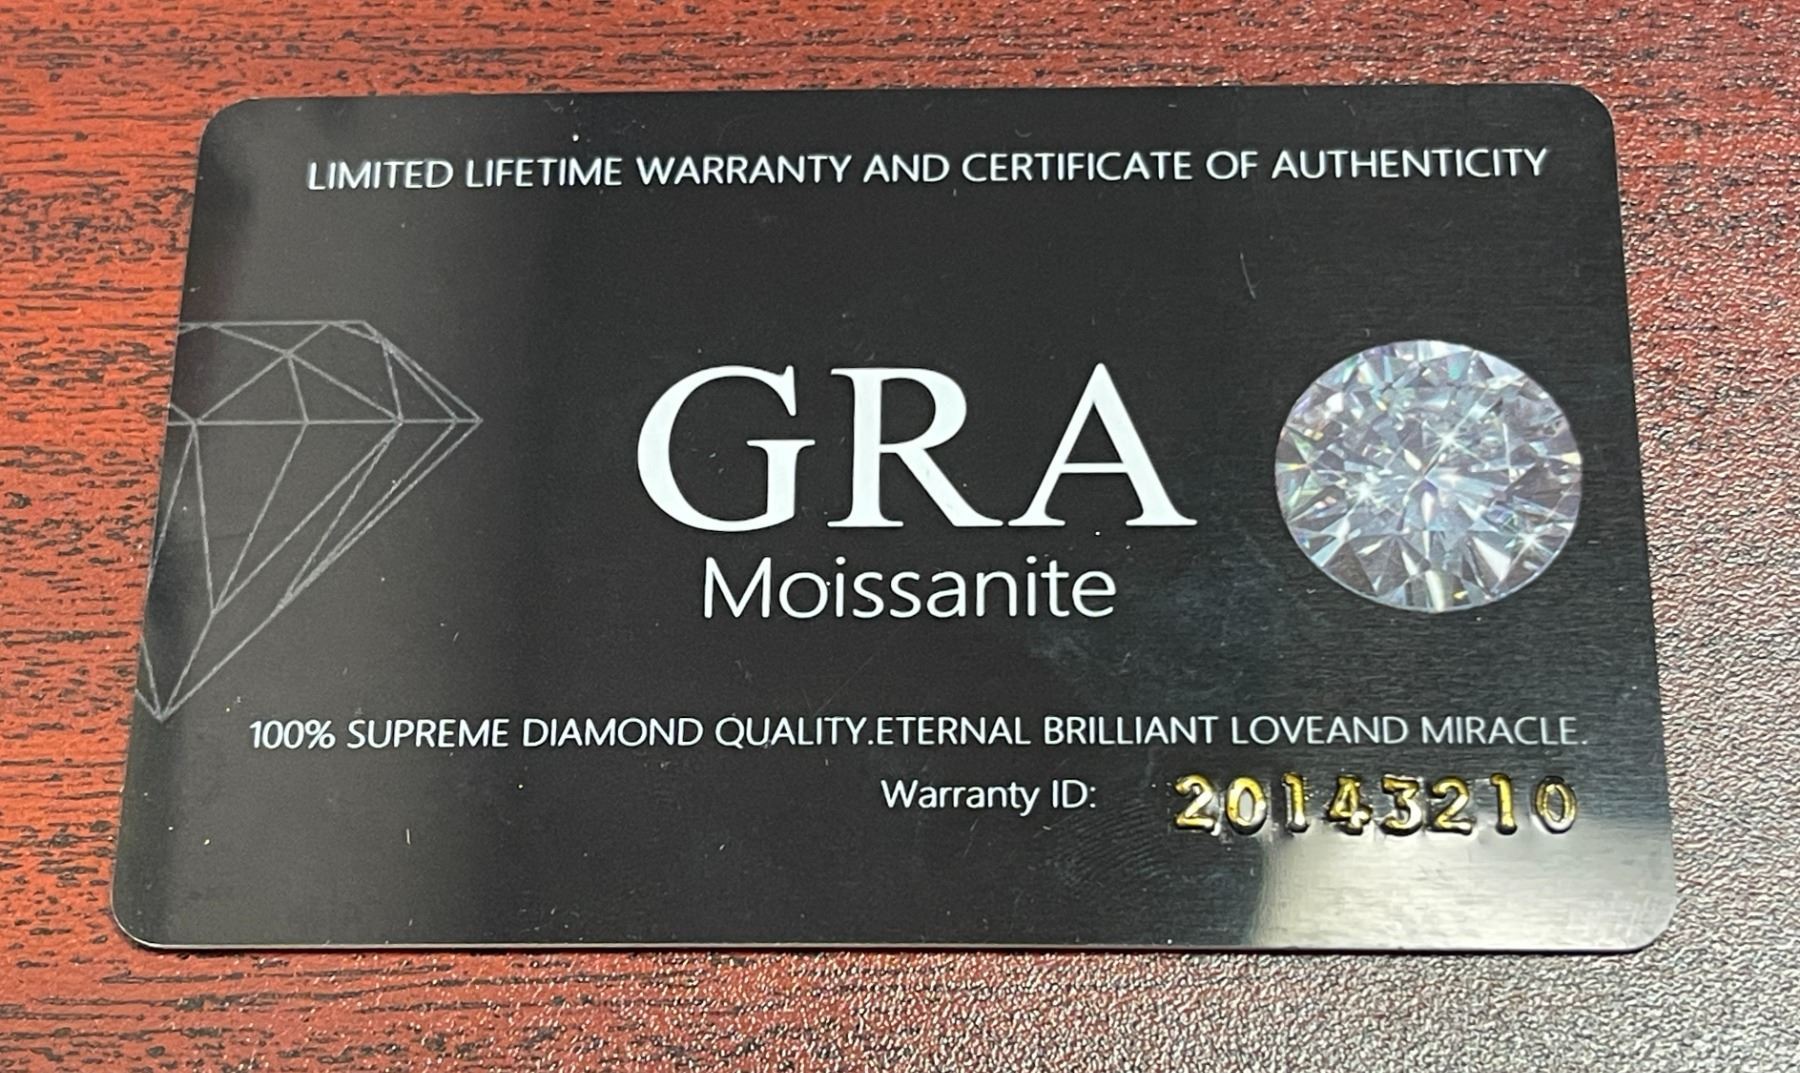 LIMITED LIFETIME WARRANTY AND CERTIFICATE OF AUTHENTICITY
GRA
Moissanite
100% SUPREME DIAMOND QUALITY.ETERNAL BRILLIANT LOVEAND MIRACLE.
Warranty ID: 20143210